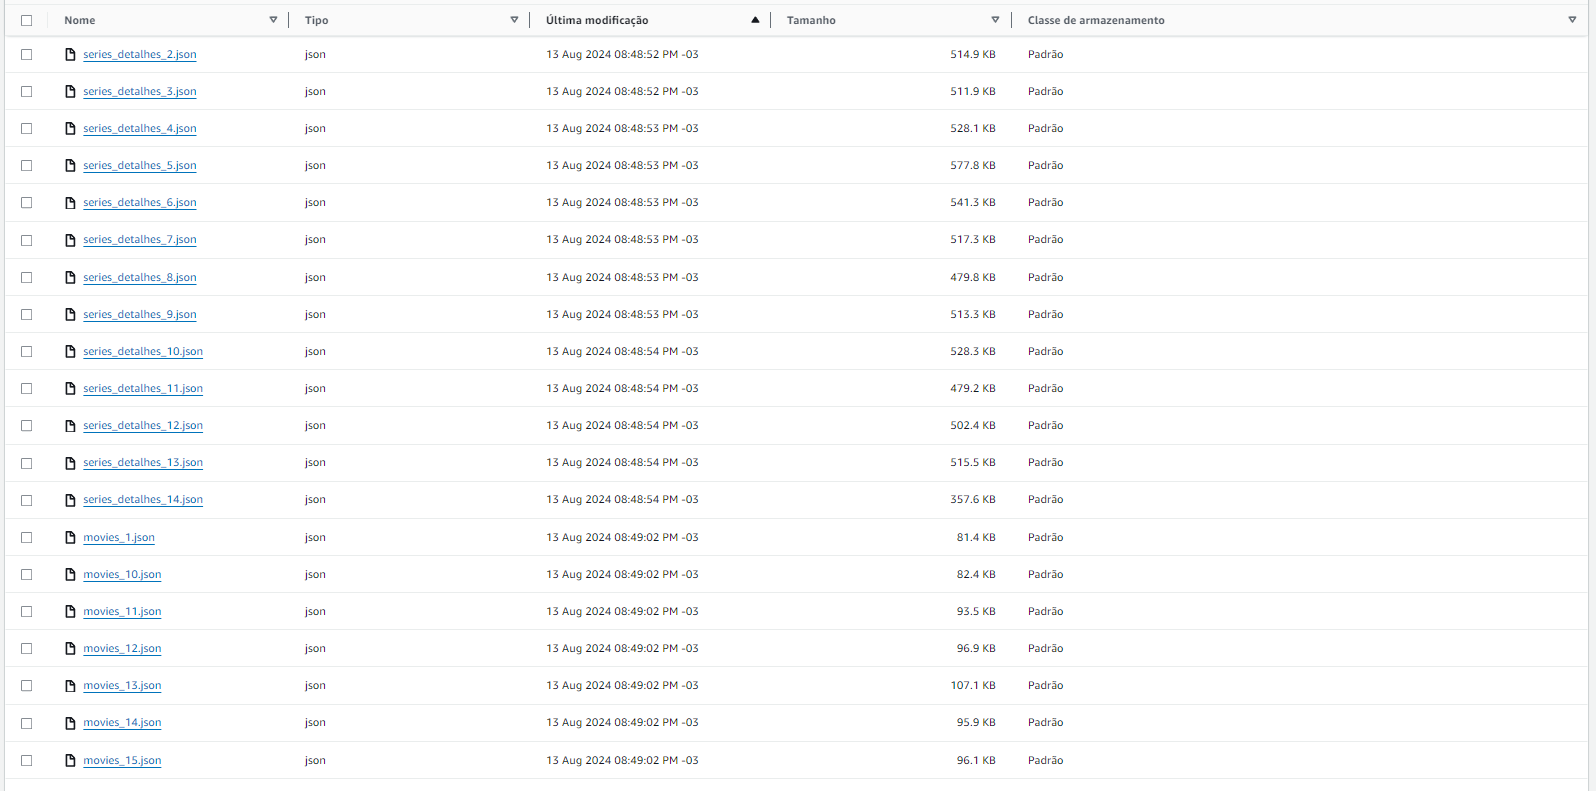 Nome Tipo Última modificação Tamanho Classe de armazenamento
series_detalhes_2.json json 13 Aug 2024 08:48:52 PM -03 514.9 KB Padrão
series_detalhes_3.json json 13 Aug 2024 08:48:52 PM -03 511.9 KB Padrão
series_detalhes_4.json json 13 Aug 2024 08:48:53 PM -03 528.1 KB Padrão
series_detalhes_5.json json 13 Aug 2024 08:48:53 PM -03 577.8 KB Padrão
series_detalhes_6.json json 13 Aug 2024 08:48:53 PM -03 541.3 KB Padrão
series_detalhes_7.json json 13 Aug 2024 08:48:53 PM -03 517.3 KB Padrão
series_detalhes_8.json json 13 Aug 2024 08:48:53 PM -03 479.8 KB Padrão
series_detalhes_9.json json 13 Aug 2024 08:48:53 PM -03 513.3 KB Padrão
series_detalhes_10.json json 13 Aug 2024 08:48:54 PM -03 528.3 KB Padrão
series_detalhes_11.json json 13 Aug 2024 08:48:54 PM -03 479.2 KB Padrão
series_detalhes_12.json json 13 Aug 2024 08:48:54 PM -03 502.4 KB Padrão
series_detalhes_13.json json 13 Aug 2024 08:48:54 PM -03 515.5 KB Padrão
series_detalhes_14.json json 13 Aug 2024 08:48:54 PM -03 357.6 KB Padrão
movies_1.json json 13 Aug 2024 08:49:02 PM -03 81.4 KB Padrão
movies_10.json json 13 Aug 2024 08:49:02 PM -03 82.4 KB Padrão
movies_11.json json 13 Aug 2024 08:49:02 PM -03 93.5 KB Padrão
movies_12.json json 13 Aug 2024 08:49:02 PM -03 96.9 KB Padrão
movies_13.json json 13 Aug 2024 08:49:02 PM -03 107.1 KB Padrão
movies_14.json json 13 Aug 2024 08:49:02 PM -03 95.9 KB Padrão
movies_15.json json 13 Aug 2024 08:49:02 PM -03 96.1 KB Padrão